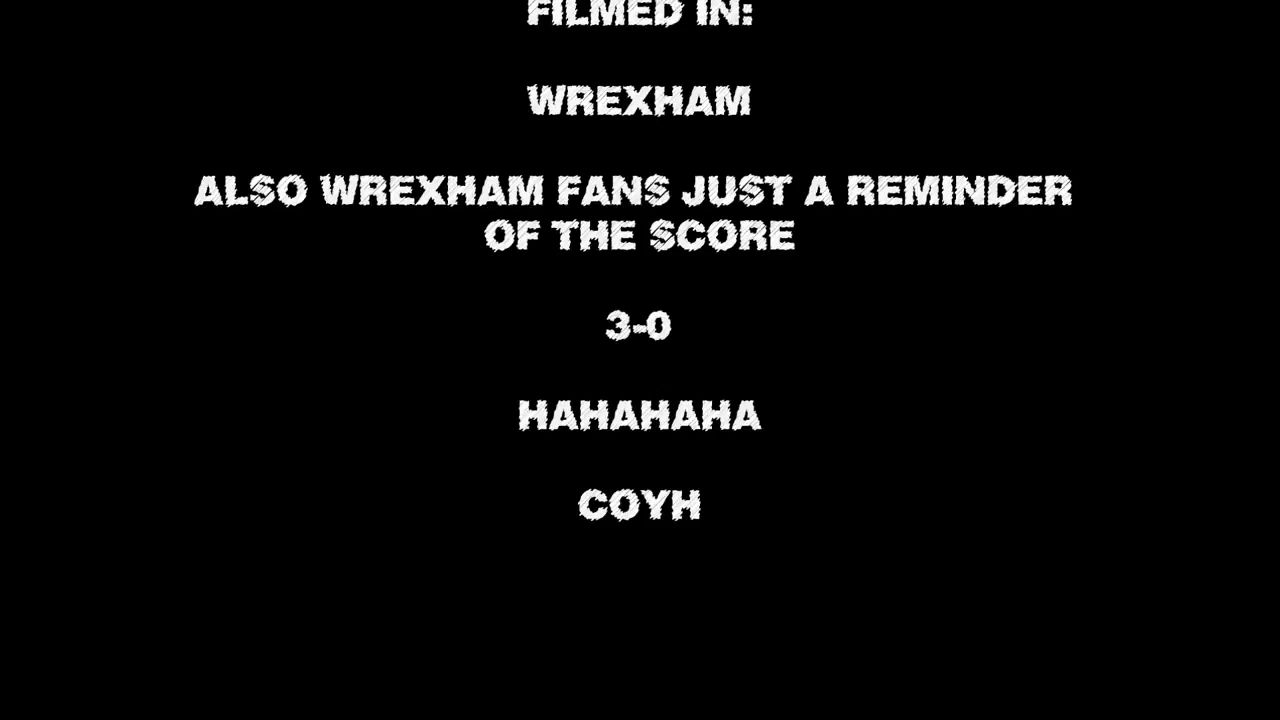 FILMED IN:
WREXHAM
ALSO WREXHAM FANS JUST A REMINDER
OF THE SCORE
3-0
HAHAHAHA
COYH